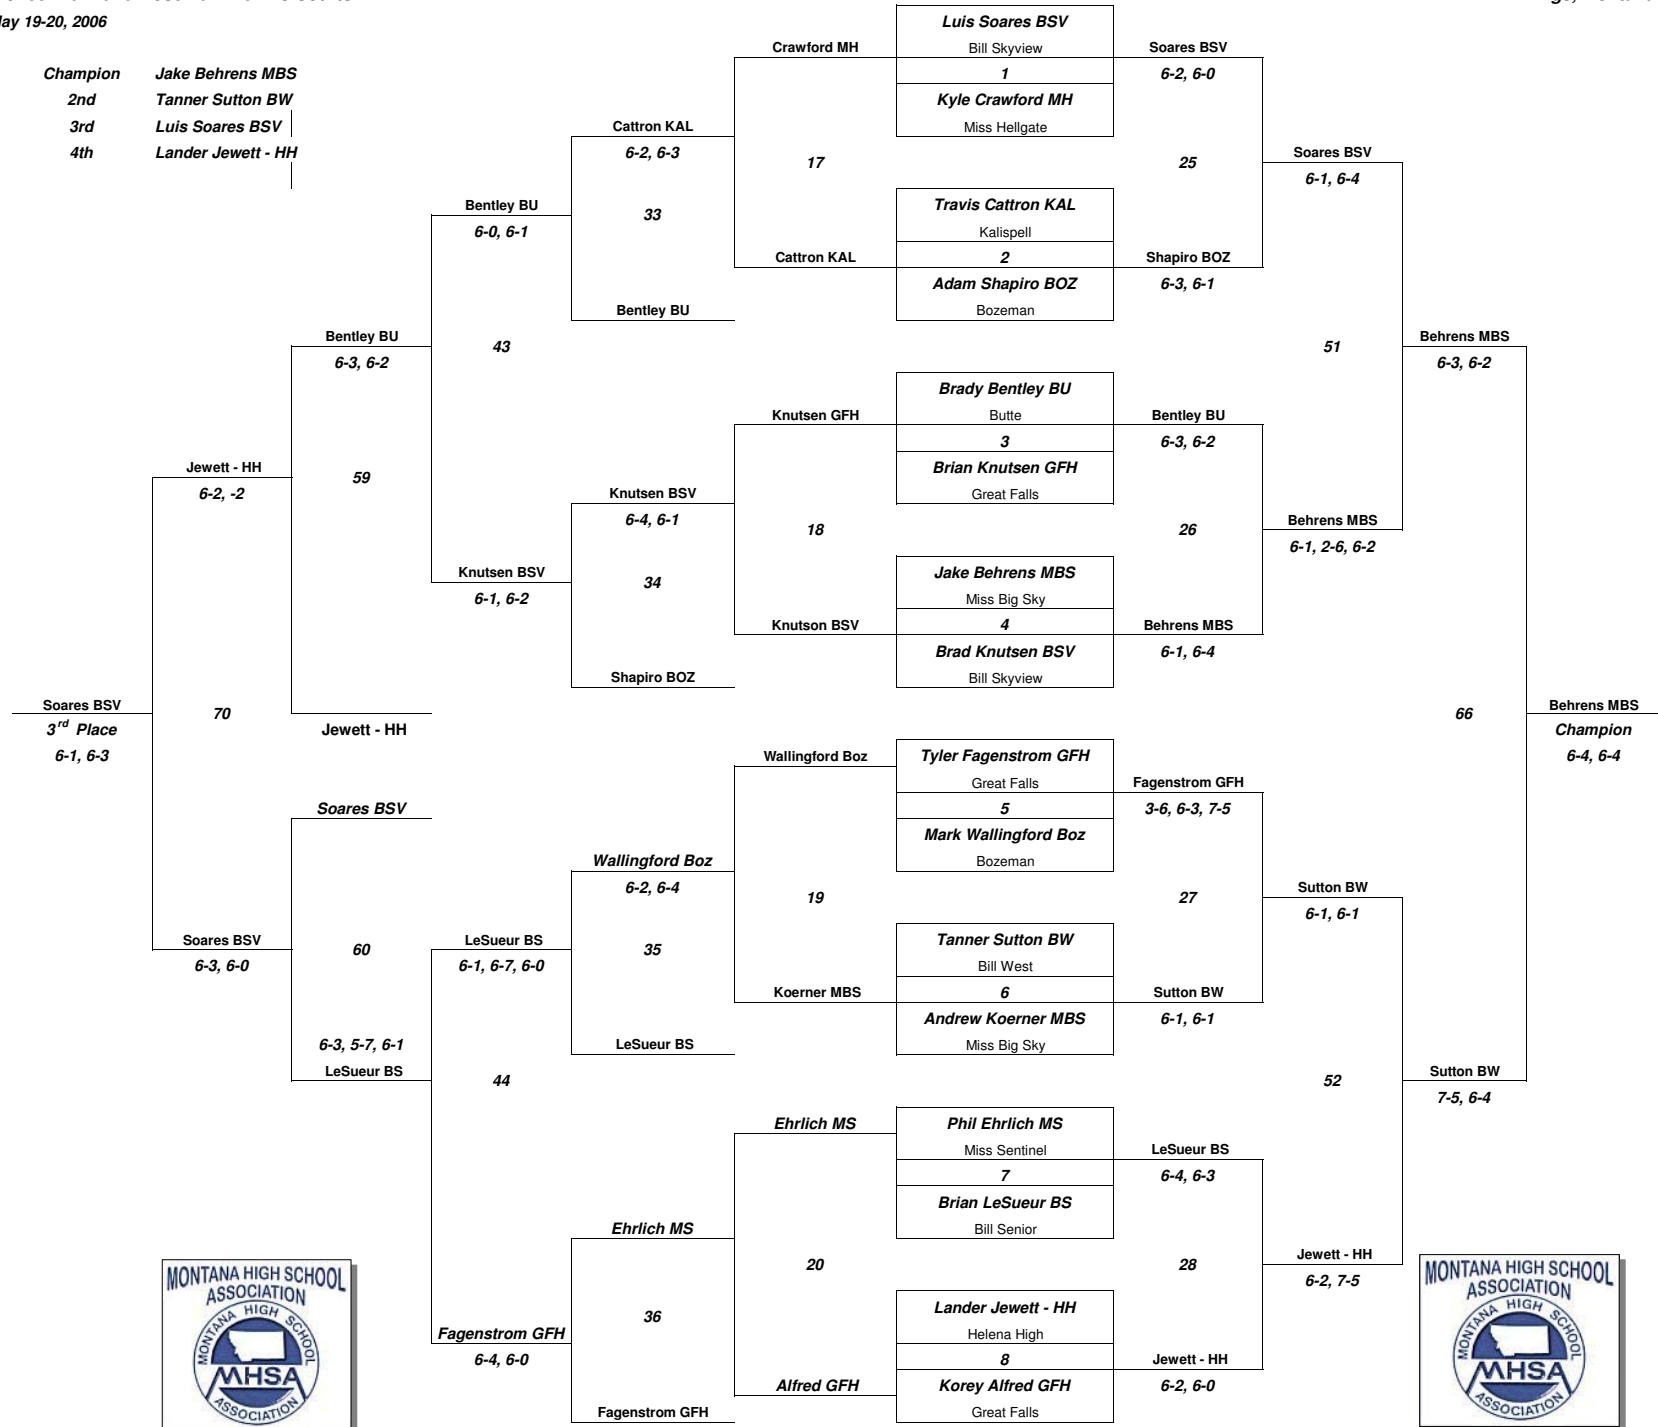 May 19-20, 2006
Champion Jake Behrens MBS
2nd Tanner Sutton BW
3rd Luis Soares BSV
4th Lander Jewett - HH
Luis Soares BSV
Crawford MH Bill Skyview Soares BSV
1 6-2, 6-0
Kyle Crawford MH
Cattron KAL Miss Hellgate
6-2, 6-3 17 25 Soares BSV
6-1, 6-4
Bentley BU 33 Travis Cattron KAL
6-0, 6-1 Kalispell
Cattron KAL 2 Shapiro BOZ
Adam Shapiro BOZ 6-3, 6-1
Bentley BU Bozeman
Bentley BU 43 51 Behrens MBS
6-3, 6-2 6-3, 6-2
Brady Bentley BU
Knutsen GFH Butte Bentley BU
3 6-3, 6-2
Jewett - HH 59 Brian Knutsen GFH
6-2, -2 Knutsen BSV Great Falls
6-4, 6-1 18 26 Behrens MBS
6-1, 2-6, 6-2
Knutsen BSV 34 Jake Behrens MBS
6-1, 6-2 Miss Big Sky
Knutson BSV 4 Behrens MBS
Brad Knutsen BSV 6-1, 6-4
Shapiro BOZ Bill Skyview
Soares BSV 70 66 Behrens MBS
3rd Place Jewett - HH Champion
6-1, 6-3 6-4, 6-4
Wallingford Boz Tyler Fagenstrom GFH
Great Falls Fagenstrom GFH
Soares BSV 5 3-6, 6-3, 7-5
Mark Wallingford Boz
Wallingford Boz Bozeman
6-2, 6-4 19 27 Sutton BW
6-1, 6-1
Soares BSV 60 LeSueur BS 35 Tanner Sutton BW
6-3, 6-0 6-1, 6-7, 6-0 Bill West
Koerner MBS 6 Sutton BW
Andrew Koerner MBS 6-1, 6-1
6-3, 5-7, 6-1 LeSueur BS Miss Big Sky
LeSueur BS 44 52 Sutton BW
7-5, 6-4
Ehrlich MS Phil Ehrlich MS
Miss Sentinel LeSueur BS
7 6-4, 6-3
Brian LeSueur BS
Ehrlich MS Bill Senior
20 28 Jewett - HH
6-2, 7-5
36 Lander Jewett - HH
Fagenstrom GFH Helena High
6-4, 6-0 8 Jewett - HH
Alfred GFH Korey Alfred GFH 6-2, 6-0
Fagenstrom GFH Great Falls
MONTANA HIGH SCHOOL
ASSOCIATION
MONTANA HIGH SCHOOL
MHSA
ASSOCIATION
MONTANA HIGH SCHOOL
ASSOCIATION
MONTANA HIGH SCHOOL
MHSA
ASSOCIATION